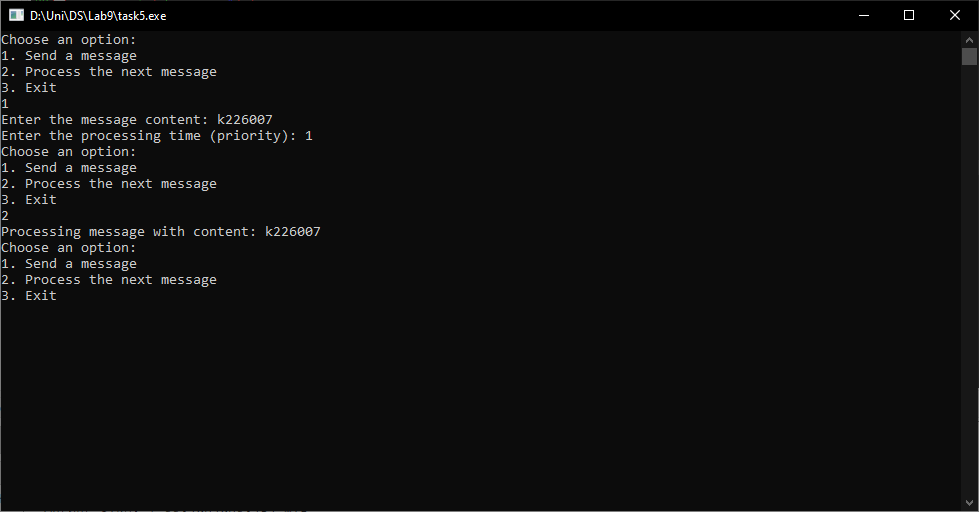 D:\Uni\DS\Lab9\task5.exe
Choose an option:
1. Send a message
2. Process the next message
3. Exit
1
Enter the message content: k226007
Enter the processing time (priority): 1
Choose an option:
1. Send a message
2. Process the next message
3. Exit
2
Processing message with content: k226007
Choose an option:
1. Send a message
2. Process the next message
3. Exit